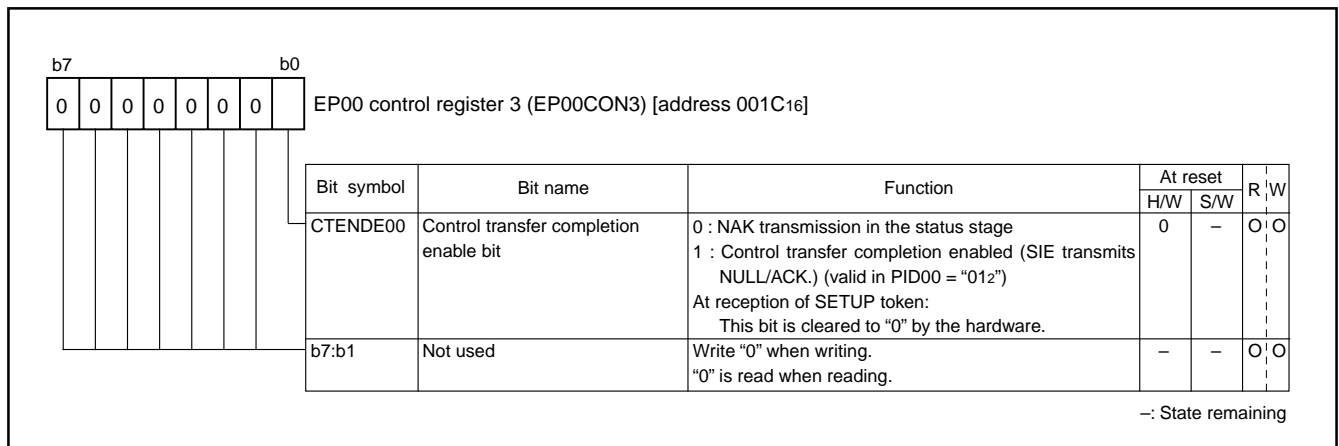 b7 b0
0 0 0 0 0 0 0
EP00 control register 3 (EP00CON3) [address 001C16]
Bit symbol Bit name Function At reset R W
H/W S/W
CTENDE00 Control transfer completion enable bit
0 : NAK transmission in the status stage
1 : Control transfer completion enabled (SIE transmits
NULL/ACK.) (valid in PID00 = “012”)
At reception of SETUP token:
This bit is cleared to “0” by the hardware.
0 – O O
b7:b1 Not used
Write “0” when writing.
“0” is read when reading.
– – O O
–: State remaining